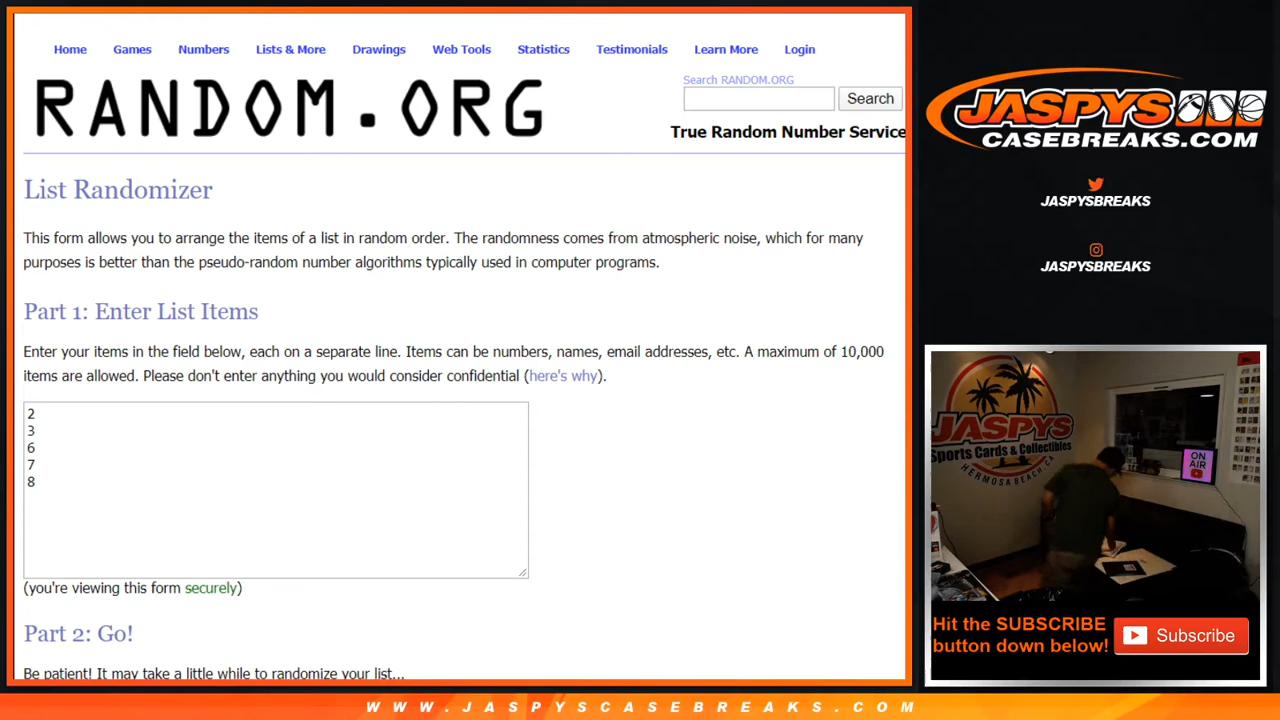 Home Games Numbers Lists & More Drawings Web Tools Statistics Testimonials Learn More Login
RANDOM.ORG
Search RANDOM.ORG
Search
True Random Number Service
List Randomizer
This form allows you to arrange the items of a list in random order. The randomness comes from atmospheric noise, which for many
purposes is better than the pseudo-random number algorithms typically used in computer programs.
Part 1: Enter List Items
Enter your items in the field below, each on a separate line. Items can be numbers, names, email addresses, etc. A maximum of 10,000
items are allowed. Please don't enter anything you would consider confidential (here's why).
2
3
6
7
8
(you're viewing this form securely)
Part 2: Go!
Be patient! It may take a little while to randomize your list...
JASPYS
CASEBREAKS.COM
JASPYSBREAKS
JASPYSBREAKS
JASPYS
Sports Cards & Collectibles
HERMOSA BEACH, CA
ON
AIR
Hit the SUBSCRIBE
button down below!
Subscribe
WWW.JASPYSCASEBREAKS.COM